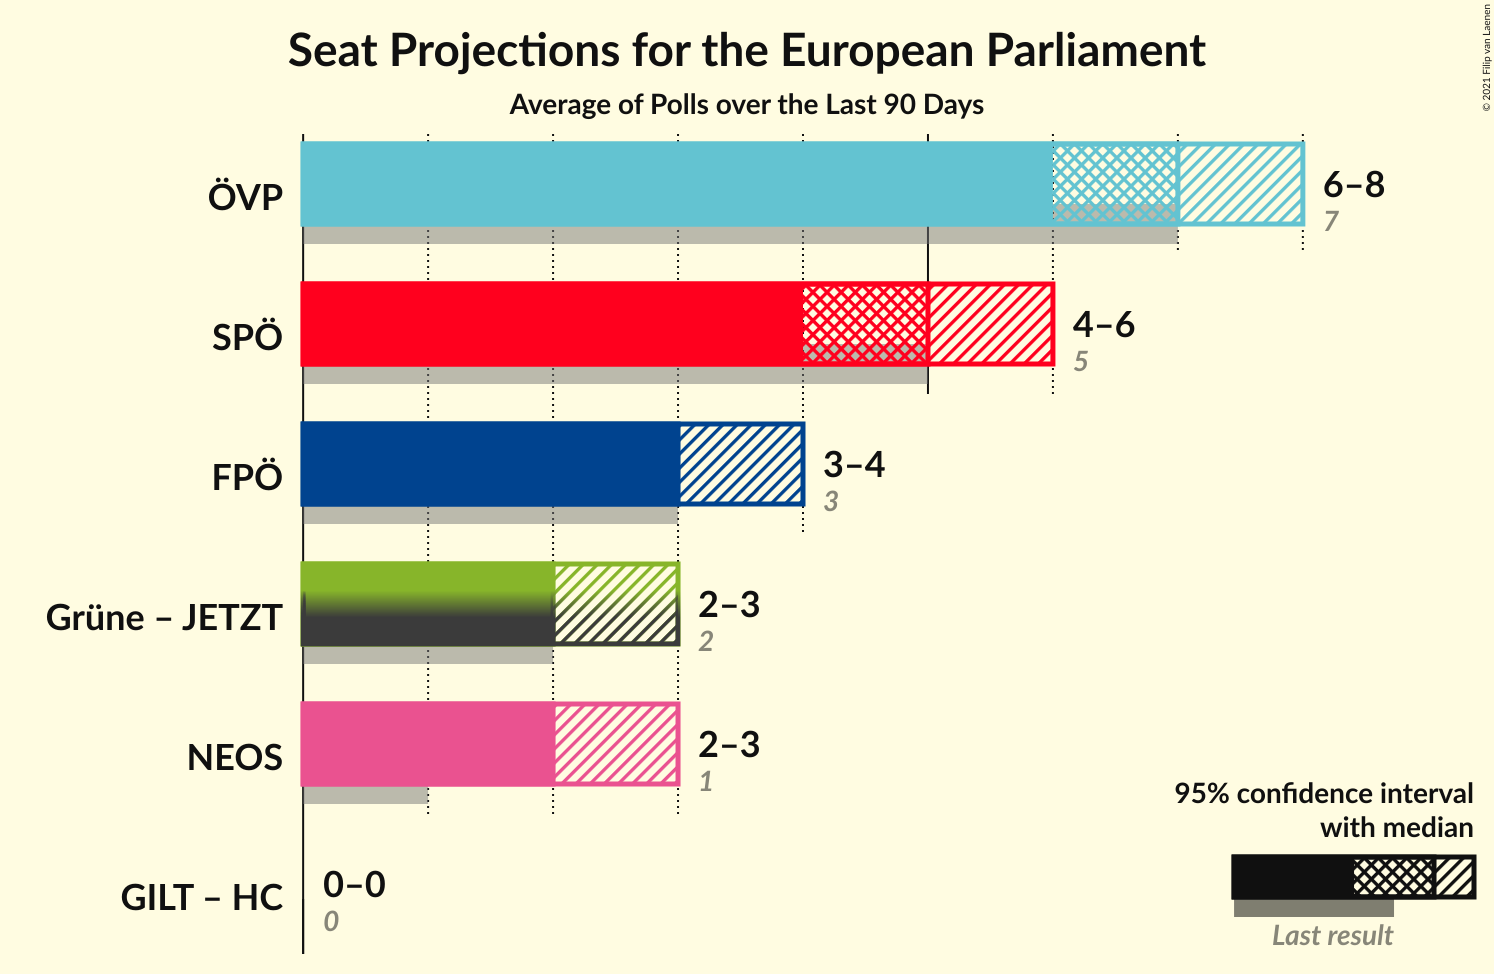 Seat Projections for the European Parliament
Average of Polls over the Last 90 Days
© 2021 Filip van Laenen
ÖVP
6–8
7
SPÖ
4–6
5
FPÖ
3–4
3
Grüne – JETZT
2–3
2
NEOS
2–3
1
GILT – HC
0–0
0
95% confidence interval
with median
Last result